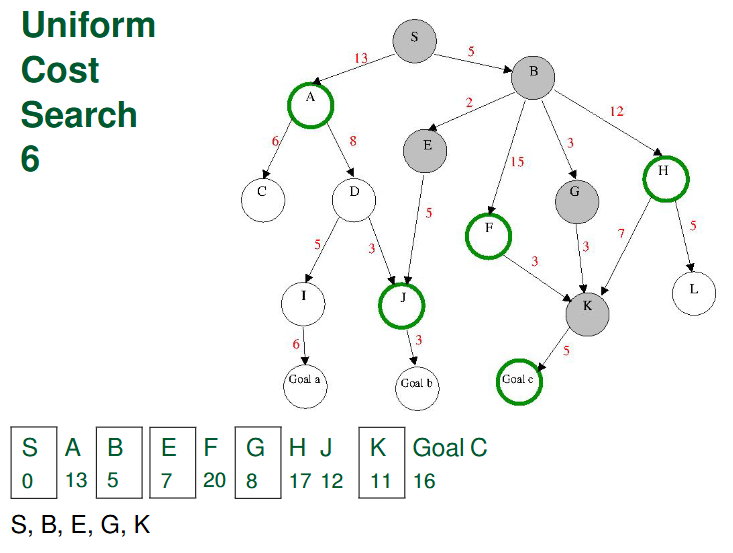 Uniform
Cost
Search
6
S
13
5
B
A
2
12
6
8
E
15
3
H
C
D
G
5
F
7
5
5
3
3
3
I
J
K
L
6
3
5
Goal a
Goal b
Goal c
S A B E F G H J K Goal C
0 13 5 7 20 8 17 12 11 16
S, B, E, G, K